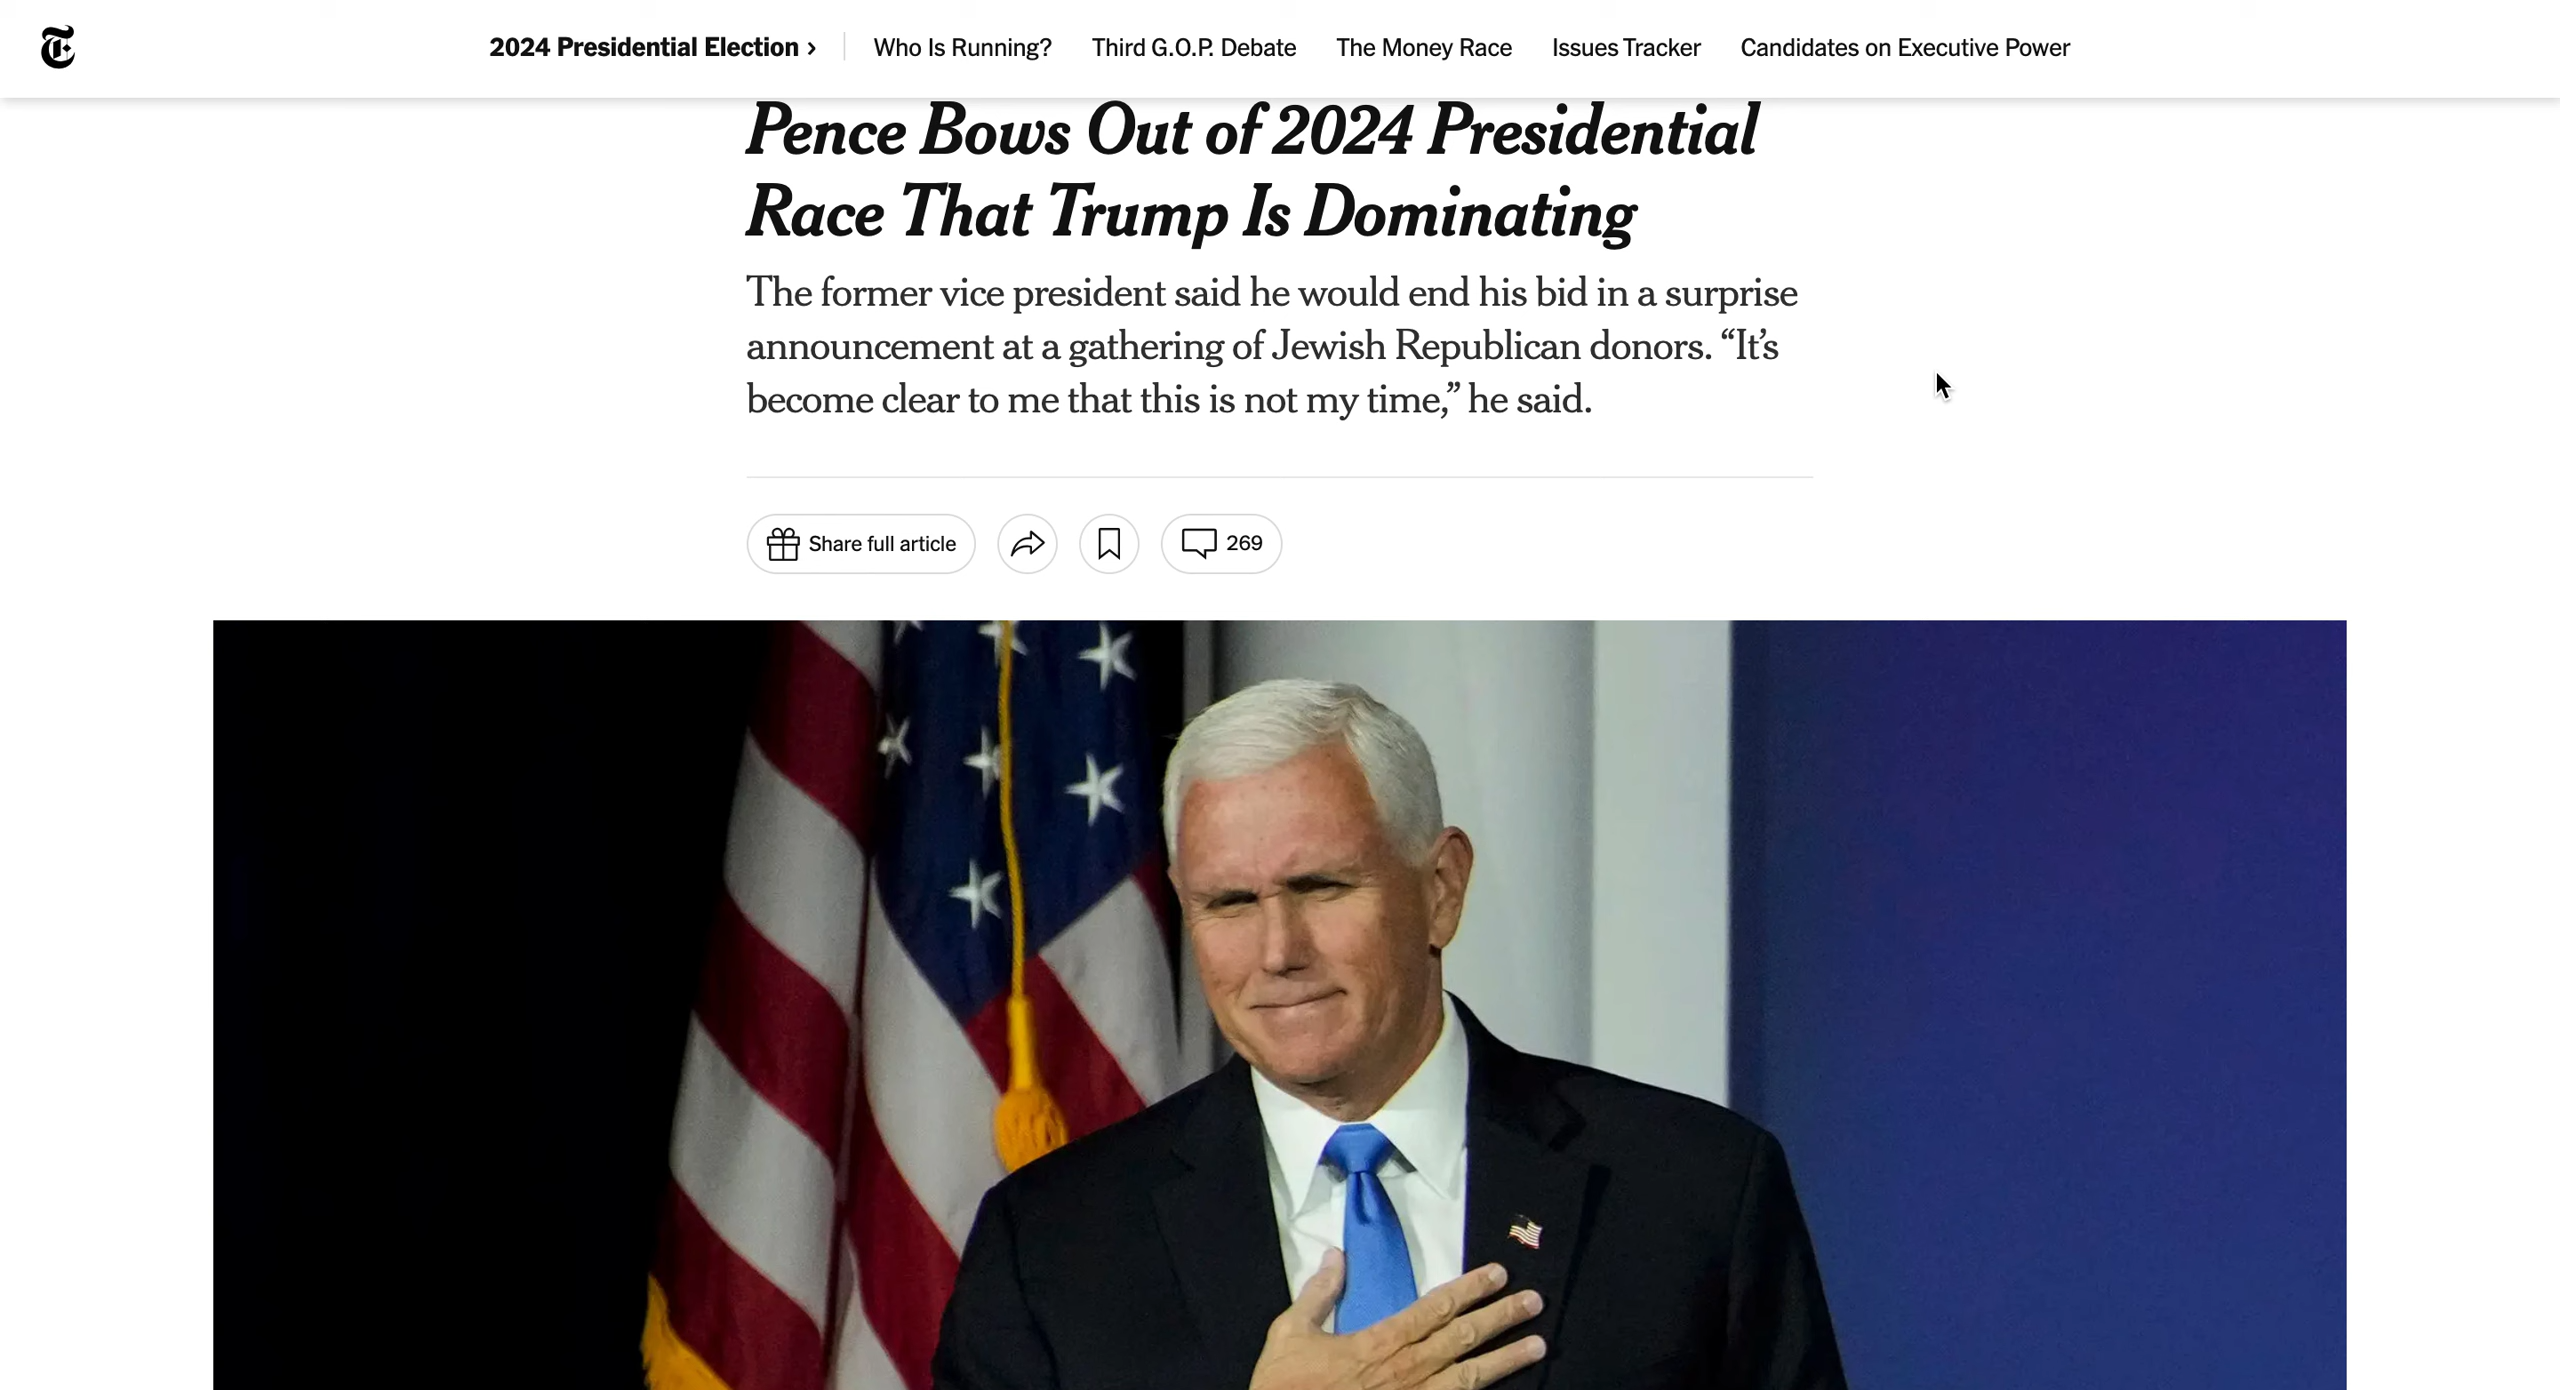 2024 Presidential Election › Who Is Running? Third G.O.P. Debate The Money Race Issues Tracker Candidates on Executive Power
Pence Bows Out of 2024 Presidential
Race That Trump Is Dominating
The former vice president said he would end his bid in a surprise
announcement at a gathering of Jewish Republican donors. “It’s
become clear to me that this is not my time,” he said.
Share full article 269